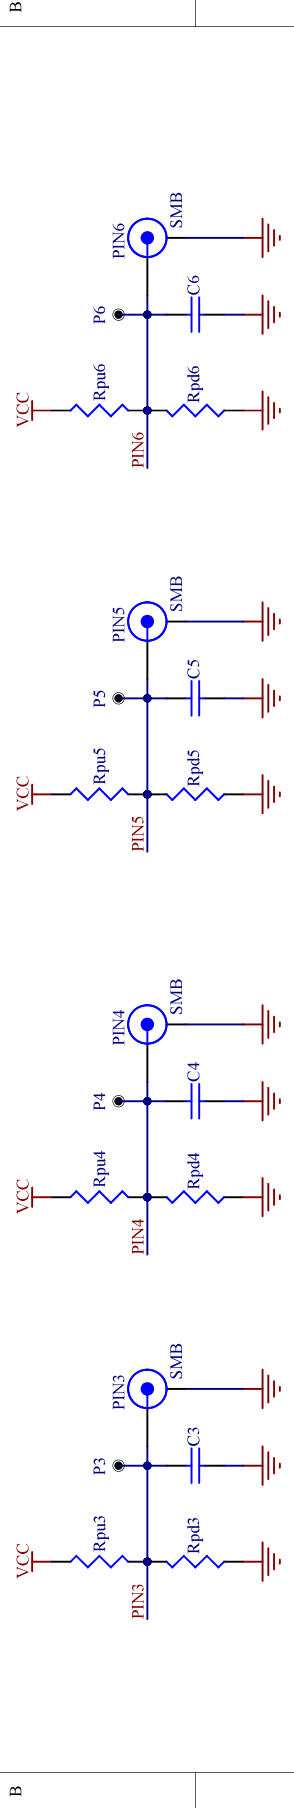 B
PIN6
SMB
P6
C6
VCC
Rpu6
Rpd6
PIN6
PIN5
SMB
P5
C5
VCC
Rpu5
Rpd5
PIN5
PIN4
SMB
P4
C4
VCC
Rpu4
Rpd4
PIN4
PIN3
SMB
P3
C3
VCC
Rpu3
Rpd3
PIN3
B